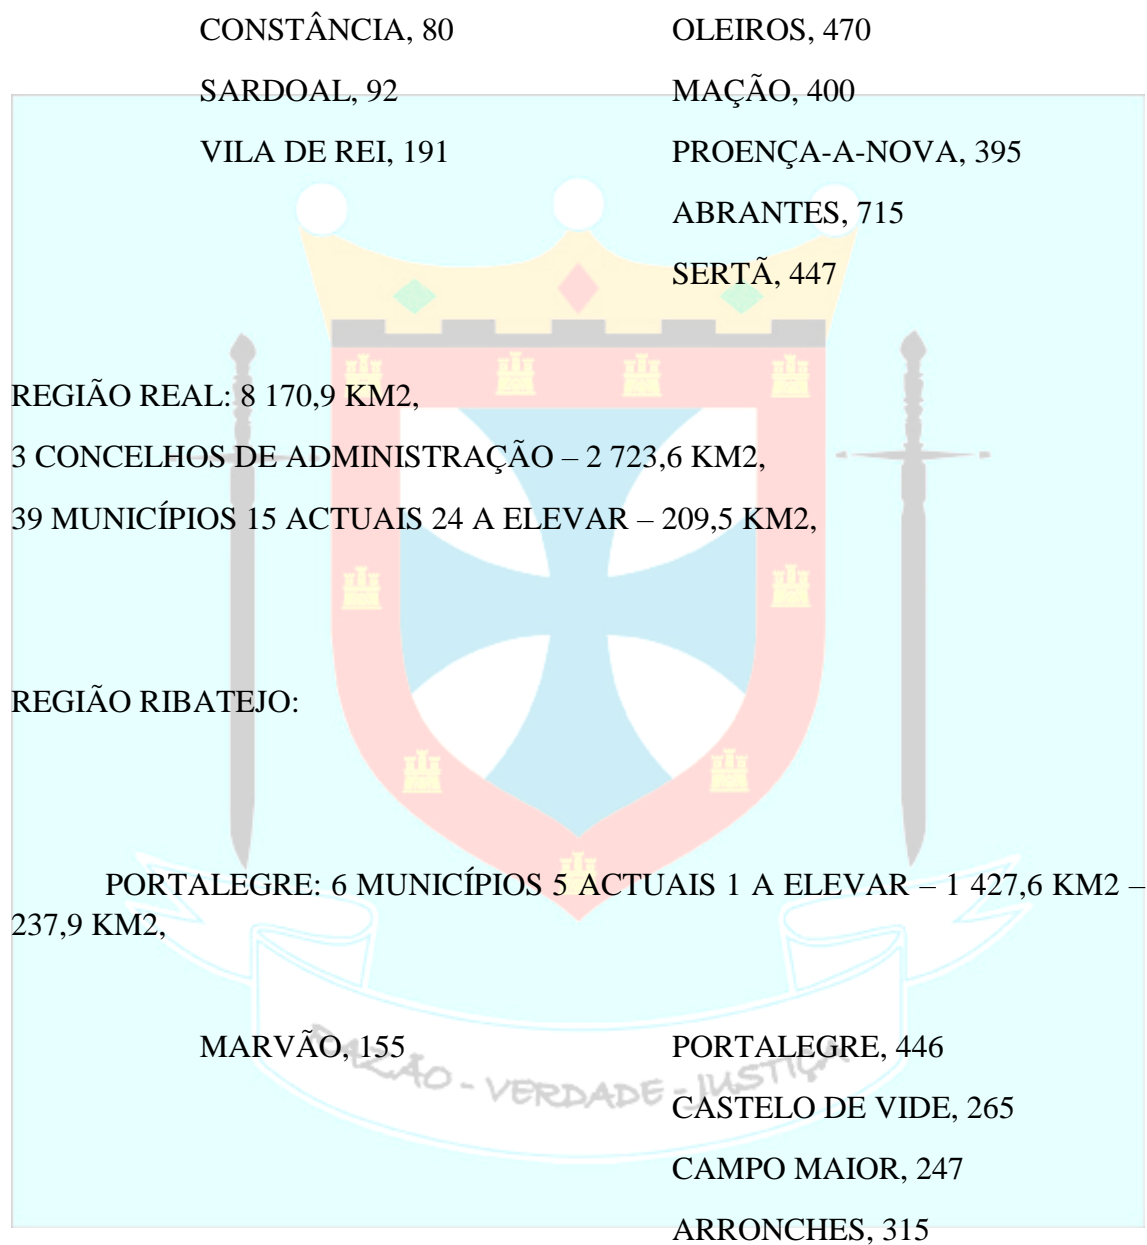 CONSTÂNCIA, 80 OLEIROS, 470
SARDOAL, 92 MAÇÃO, 400
VILA DE REI, 191 PROENÇA-A-NOVA, 395
ABRANTES, 715
SERTÃ, 447
REGIÃO REAL: 8 170,9 KM2,
3 CONCELHOS DE ADMINISTRAÇÃO – 2 723,6 KM2,
39 MUNICÍPIOS 15 ACTUAIS 24 A ELEVAR – 209,5 KM2,
REGIÃO RIBATEJO:
PORTALEGRE: 6 MUNICÍPIOS 5 ACTUAIS 1 A ELEVAR – 1 427,6 KM2 –
237,9 KM2,
MARVÃO, 155 PORTALEGRE, 446
RAZÃO - VERDADE - JUSTIÇA
CASTELO DE VIDE, 265
CAMPO MAIOR, 247
ARRONCHES, 315